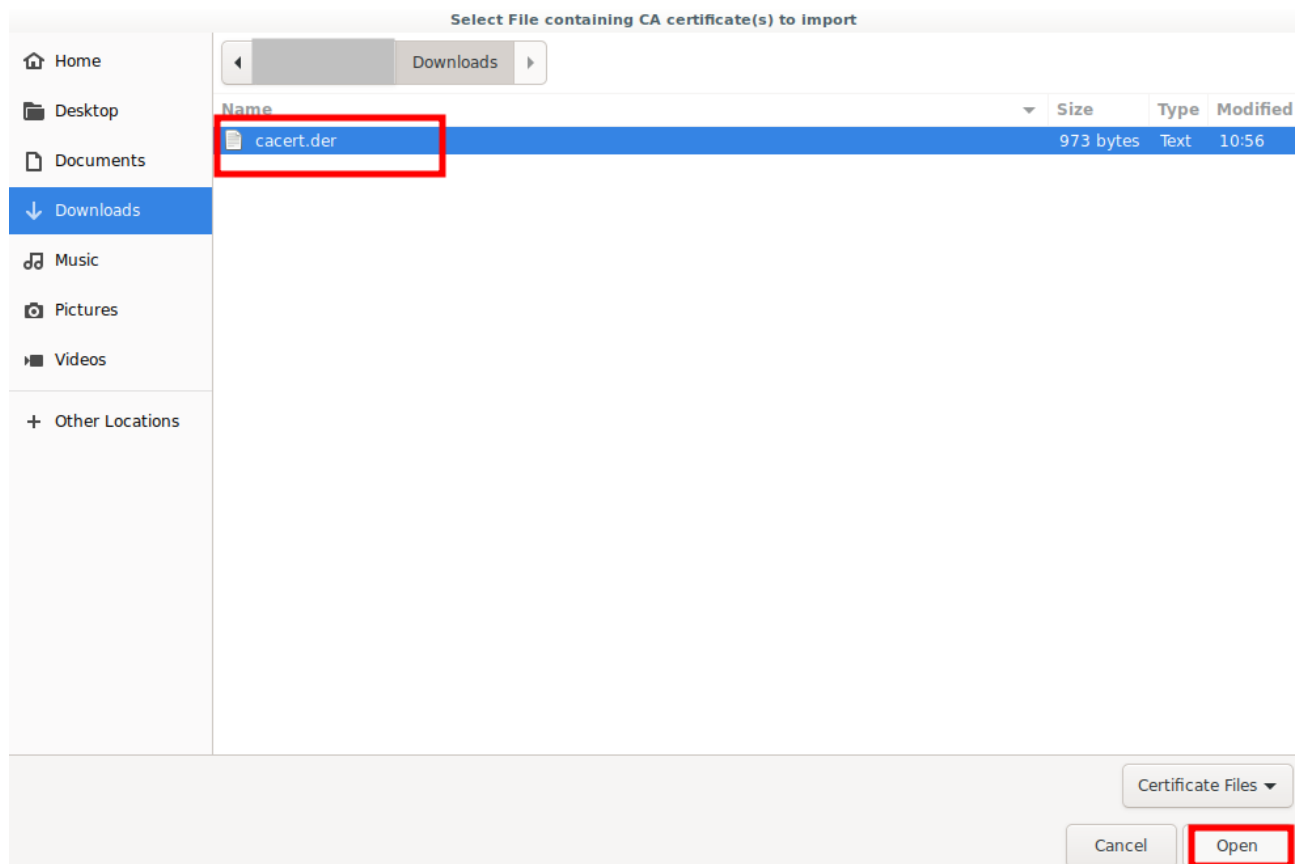 Select File containing CA certificate(s) to import
Home
Desktop
Documents
Downloads
Music
Pictures
Videos
Other Locations
Downloads
Name Size Type Modified
cacert.der 973 bytes Text 10:56
Certificate Files
Cancel Open